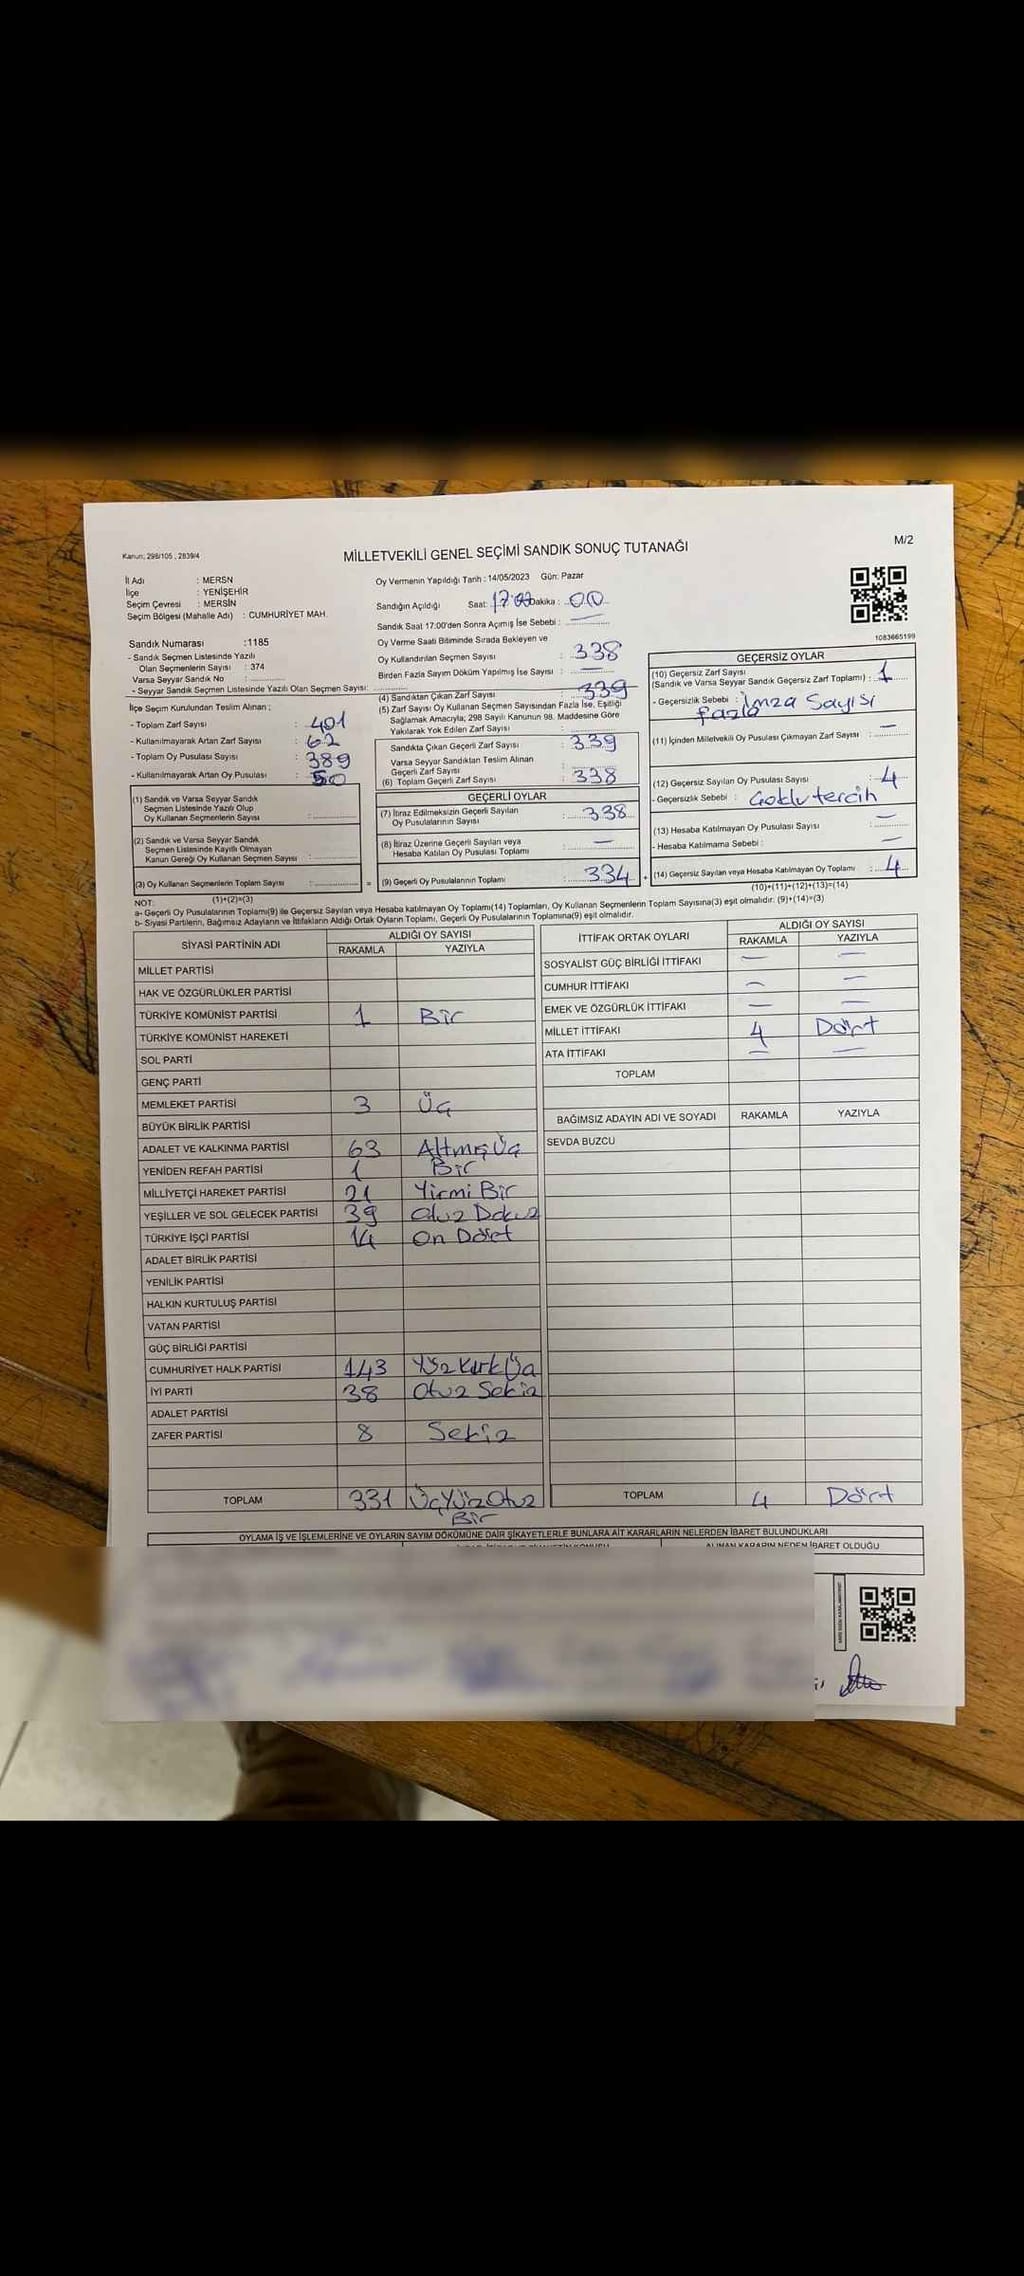 Kanun; 298/105 , 2839/4
M/2
MİLLETVEKİLİ GENEL SEÇİMİ SANDIK SONUÇ TUTANAĞI
İl Adı : MERSN
İlçe : YENİŞEHİR
Seçim Çevresi : MERSİN
Seçim Bölgesi (Mahalle Adı) : CUMHURİYET MAH.
Oy Vermenin Yapıldığı Tarih : 14/05/2023 Gün: Pazar
Sandığın Açıldığı Saat: 17:00 Dakika : 00
Sandık Saat 17:00'den Sonra Açımış İse Sebebi :
1083665199
Sandık Numarası :1185
- Sandık Seçmen Listesinde Yazılı
Olan Seçmenlerin Sayısı : 374
Varsa Seyyar Sandık No :
- Seyyar Sandık Seçmen Listesinde Yazılı Olan Seçmen Sayısı:
İlçe Seçim Kurulundan Teslim Alınan ;
- Toplam Zarf Sayısı : 401
- Kullanılmayarak Artan Zarf Sayısı : 62
- Toplam Oy Pusulası Sayısı : 389
- Kullanılmayarak Artan Oy Pusulası : 50
(1) Sandık ve Varsa Seyyar Sandık
Seçmen Listesinde Yazılı Olup
Oy Kullanan Seçmenlerin Sayısı :
(2) Sandık ve Varsa Seyyar Sandık
Seçmen Listesinde Kayıtlı Olmayan
Kanun Gereği Oy Kullanan Seçmen Sayısı :
(3) Oy Kullanan Seçmenlerin Toplam Sayısı :
(1)+(2)=(3)
Oy Verme Saati Bitiminde Sırada Bekleyen ve
Oy Kullandırılan Seçmen Sayısı : 338
Birden Fazla Sayım Döküm Yapılmış İse Sayısı : —
(4) Sandıktan Çıkan Zarf Sayısı : 339
(5) Zarf Sayısı Oy Kullanan Seçmen Sayısından Fazla İse, Eşitliği
Sağlamak Amacıyla; 298 Sayılı Kanunun 98. Maddesine Göre
Yakılarak Yok Edilen Zarf Sayısı :
Sandıkta Çıkan Geçerli Zarf Sayısı : 339
Varsa Seyyar Sandıktan Teslim Alınan
Geçerli Zarf Sayısı :
(6) Toplam Geçerli Zarf Sayısı : 338
GEÇERLİ OYLAR
(7) İtiraz Edilmeksizin Geçerli Sayılan
Oy Pusulalarının Sayısı : 338
(8) İtiraz Üzerine Geçerli Sayılan veya
Hesaba Katılan Oy Pusulası Toplamı : —
= (9) Geçerli Oy Pusulalarının Toplamı : 334 +
GEÇERSİZ OYLAR
(10) Geçersiz Zarf Sayısı
(Sandık ve Varsa Seyyar Sandık Geçersiz Zarf Toplamı) : 1
- Geçersizlik Sebebi : İmza Sayısı
fazla
(11) İçinden Milletvekili Oy Pusulası Çıkmayan Zarf Sayısı : —
(12) Geçersiz Sayılan Oy Pusulası Sayısı : 4
- Geçersizlik Sebebi : Çoklu tercih
(13) Hesaba Katılmayan Oy Pusulası Sayısı : —
- Hesaba Katılmama Sebebi : —
(14) Geçersiz Sayılan veya Hesaba Katılmayan Oy Toplamı : 4
(10)+(11)+(12)+(13)=(14)
NOT:
a- Geçerli Oy Pusulalarının Toplamı(9) ile Geçersiz Sayılan veya Hesaba katılmayan Oy Toplamı(14) Toplamları, Oy Kullanan Seçmenlerin Toplam Sayısına(3) eşit olmalıdır. (9)+(14)=(3)
b- Siyasi Partilerin, Bağımsız Adayların ve İttifakların Aldığı Ortak Oyların Toplamı, Geçerli Oy Pusulalarının Toplamına(9) eşit olmalıdır.
SİYASİ PARTİNİN ADI ALDIĞI OY SAYISI
RAKAMLA YAZIYLA
MİLLET PARTİSİ
HAK VE ÖZGÜRLÜKLER PARTİSİ
TÜRKİYE KOMÜNİST PARTİSİ 1 Bir
TÜRKİYE KOMÜNİST HAREKETİ
SOL PARTİ
GENÇ PARTİ
MEMLEKET PARTİSİ 3 Üç
BÜYÜK BİRLİK PARTİSİ
ADALET VE KALKINMA PARTİSİ 63 Altmış Üç
YENİDEN REFAH PARTİSİ 1 Bir
MİLLİYETÇİ HAREKET PARTİSİ 21 Yirmi Bir
YEŞİLLER VE SOL GELECEK PARTİSİ 39 Otuz Dokuz
TÜRKİYE İŞÇİ PARTİSİ 14 On Dört
ADALET BİRLİK PARTİSİ
YENİLİK PARTİSİ
HALKIN KURTULUŞ PARTİSİ
VATAN PARTİSİ
GÜÇ BİRLİĞİ PARTİSİ
CUMHURİYET HALK PARTİSİ 143 Yüz Kırk Üç
İYİ PARTİ 38 Otuz Sekiz
ADALET PARTİSİ
ZAFER PARTİSİ 8 Sekiz
TOPLAM 331 Üç Yüz Otuz
Bir
İTTİFAK ORTAK OYLARI ALDIĞI OY SAYISI
RAKAMLA YAZIYLA
SOSYALİST GÜÇ BİRLİĞİ İTTİFAKI — —
CUMHUR İTTİFAKI — —
EMEK VE ÖZGÜRLÜK İTTİFAKI — —
MİLLET İTTİFAKI 4 Dört
ATA İTTİFAKI — —
TOPLAM
BAĞIMSIZ ADAYIN ADI VE SOYADI RAKAMLA YAZIYLA
SEVDA BUZCU
TOPLAM 4 Dört
OYLAMA İŞ VE İŞLEMLERİNE VE OYLARIN SAYIM DÖKÜMÜNE DAİR ŞİKAYETLERLE BUNLARA AİT KARARLARIN NELERDEN İBARET BULUNDUKLARI
ALINAN KARARIN NEDEN İBARET OLDUĞU